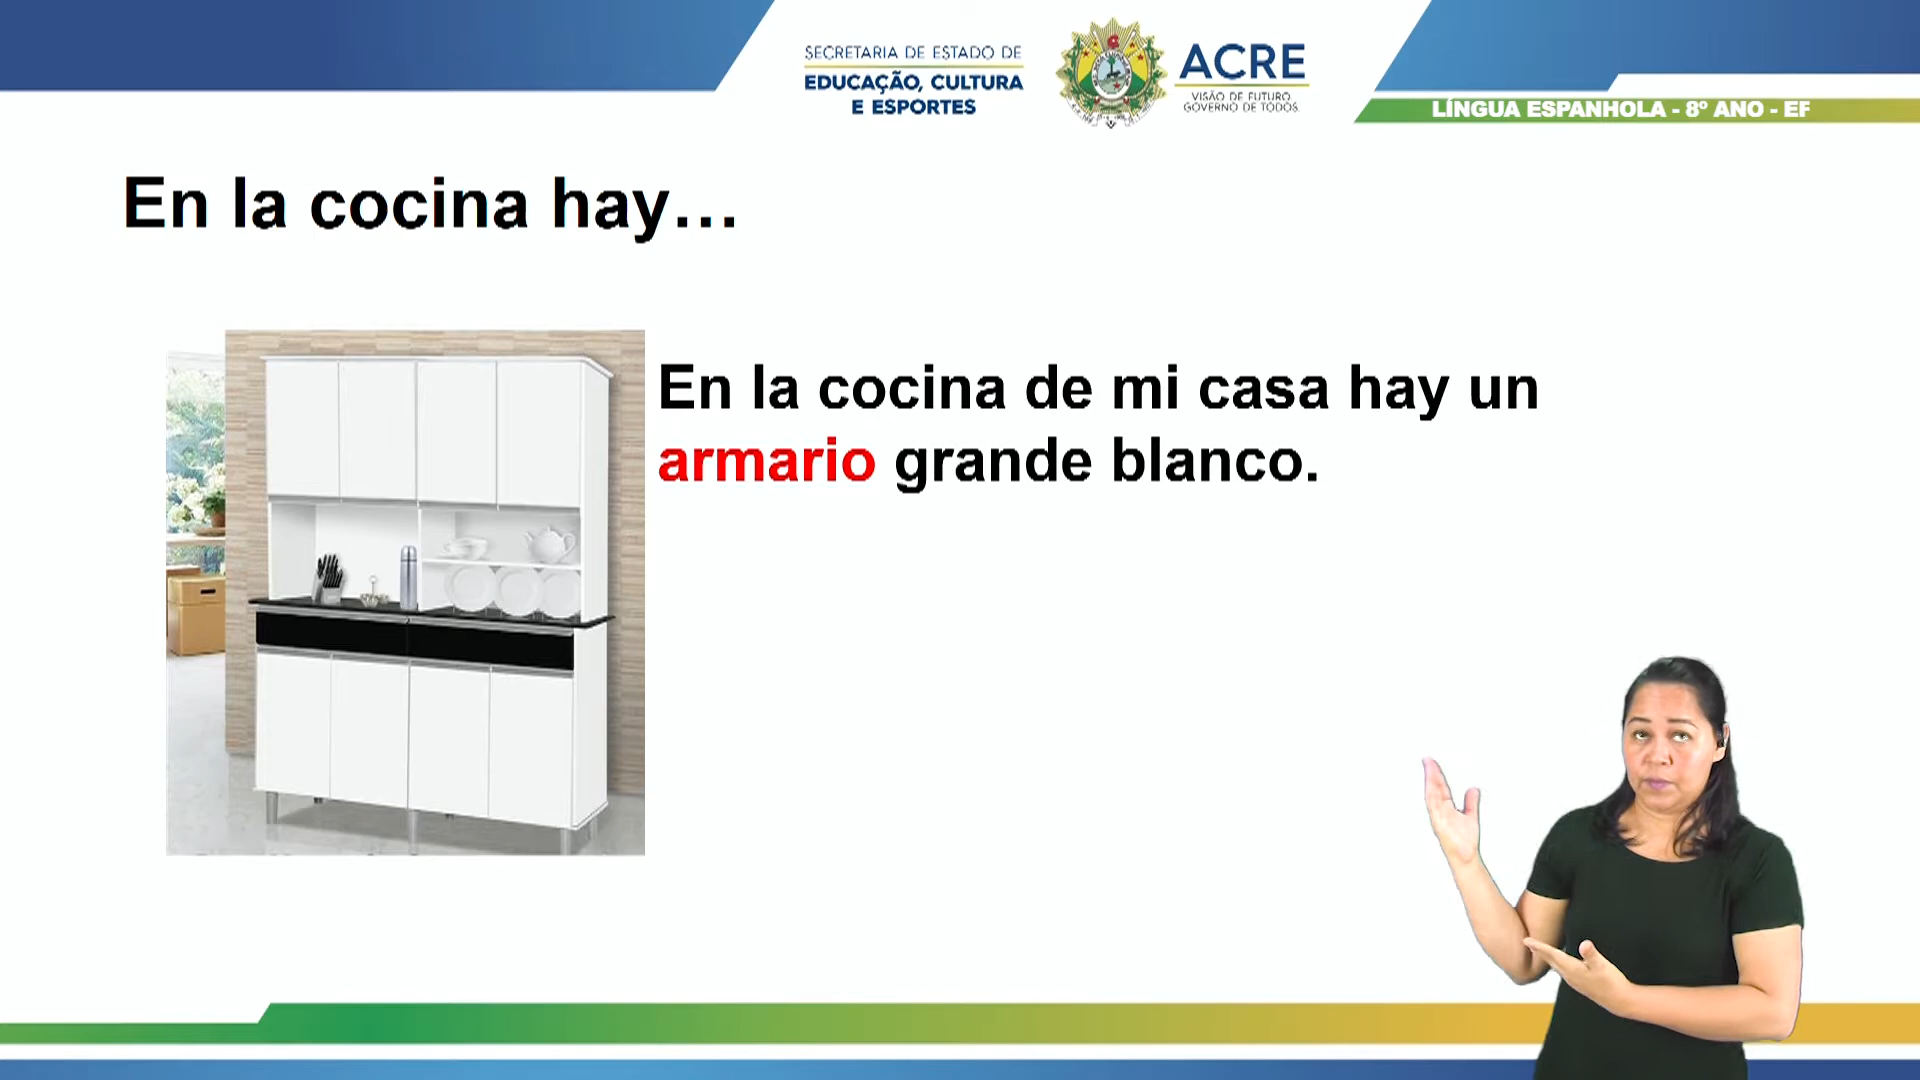 SECRETARIA DE ESTADO DE
EDUCAÇÃO, CULTURA
E ESPORTES
ACRE
VISÃO DE FUTURO.
GOVERNO DE TODOS.
LÍNGUA ESPANHOLA - 8º ANO - EF
En la cocina hay…
En la cocina de mi casa hay un
armario grande blanco.